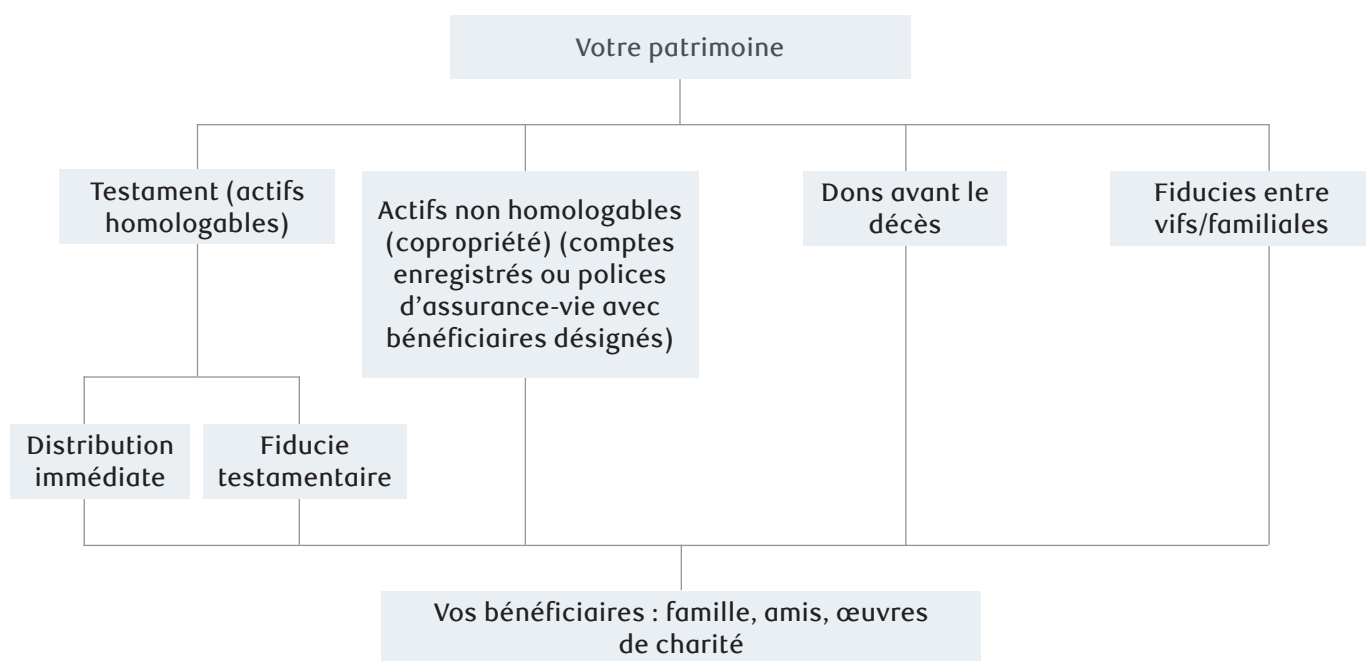 Votre patrimoine
Testament (actifs
homologables)
Actifs non homologables
(copropriété) (comptes
enregistrés ou polices
d’assurance-vie avec
bénéficiaires désignés)
Dons avant le
décès
Fiducies entre
vifs/familiales
Distribution
immédiate
Fiducie
testamentaire
Vos bénéficiaires : famille, amis, œuvres
de charité